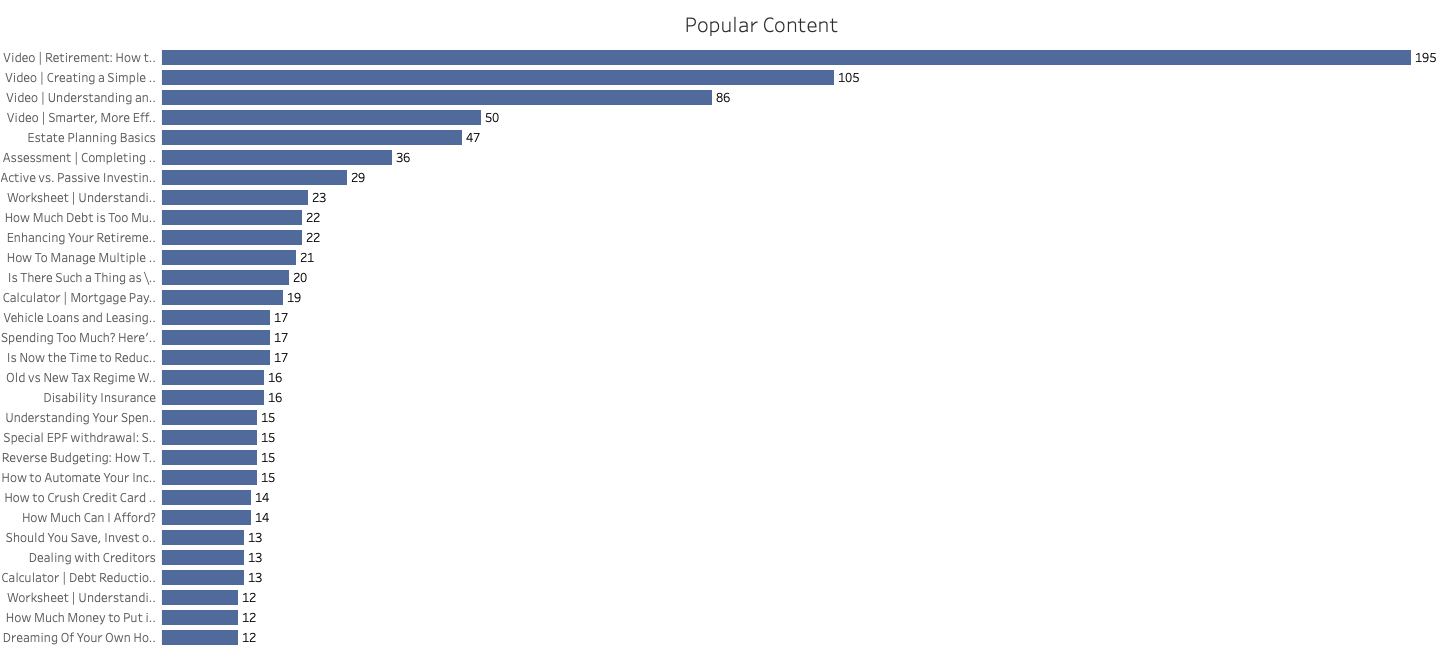 Popular Content
Video | Retirement: How t.. 195
Video | Creating a Simple .. 105
Video | Understanding an.. 86
Video | Smarter, More Eff.. 50
Estate Planning Basics 47
Assessment | Completing .. 36
Active vs. Passive Investin.. 29
Worksheet | Understandi.. 23
How Much Debt is Too Mu.. 22
Enhancing Your Retireme.. 22
How To Manage Multiple .. 21
Is There Such a Thing as \.. 20
Calculator | Mortgage Pay.. 19
Vehicle Loans and Leasing.. 17
Spending Too Much? Here’.. 17
Is Now the Time to Reduc.. 17
Old vs New Tax Regime W.. 16
Disability Insurance 16
Understanding Your Spen.. 15
Special EPF withdrawal: S.. 15
Reverse Budgeting: How T.. 15
How to Automate Your Inc.. 15
How to Crush Credit Card .. 14
How Much Can I Afford? 14
Should You Save, Invest o.. 13
Dealing with Creditors 13
Calculator | Debt Reductio.. 13
Worksheet | Understandi.. 12
How Much Money to Put i.. 12
Dreaming Of Your Own Ho.. 12